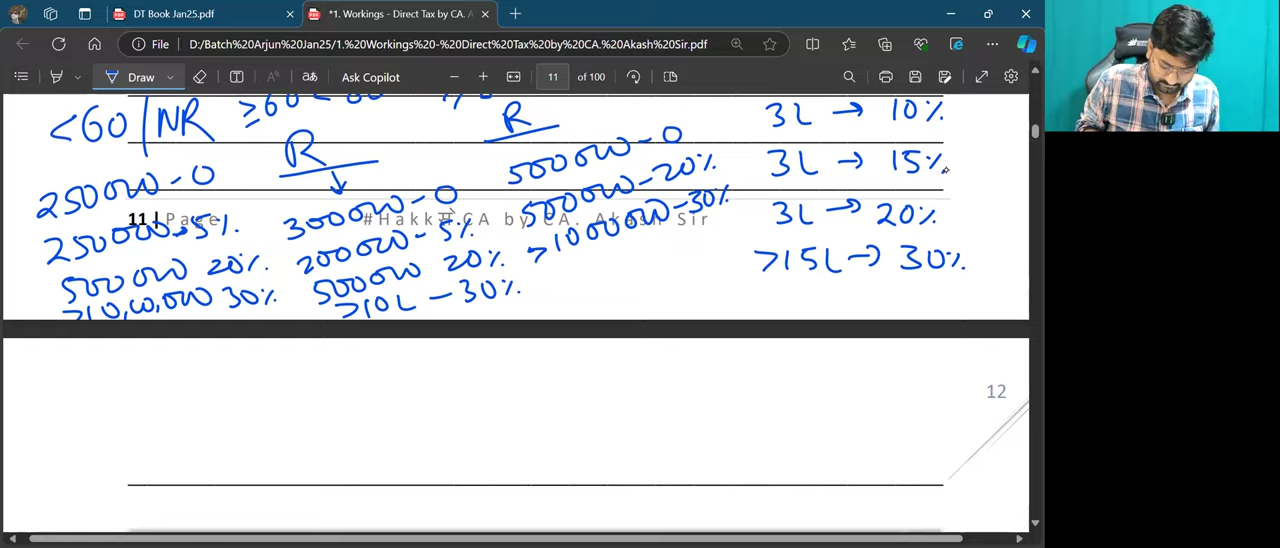 DT Book Jan25.pdf
*1. Workings - Direct Tax by CA. A
File
D:/Batch%20Arjun%20Jan25/1.%20Workings%20-%20Direct%20Tax%20by%20CA.%20Akash%20Sir.pdf
Draw
Ask Copilot
11 of 100
<60 | NR
R
R
250000 - 0
250000 - 5%
500000 20%
>10,00,000 30%
300000 - 0
200000 - 5%
500000 20%
>10L - 30%
500000 - 0
500000 - 20%
>1000000 - 30%
3L → 10%
3L → 15%
3L → 20%
>15L → 30%
11 | Page
#Hakkसे CA by CA. Akash Sir
12